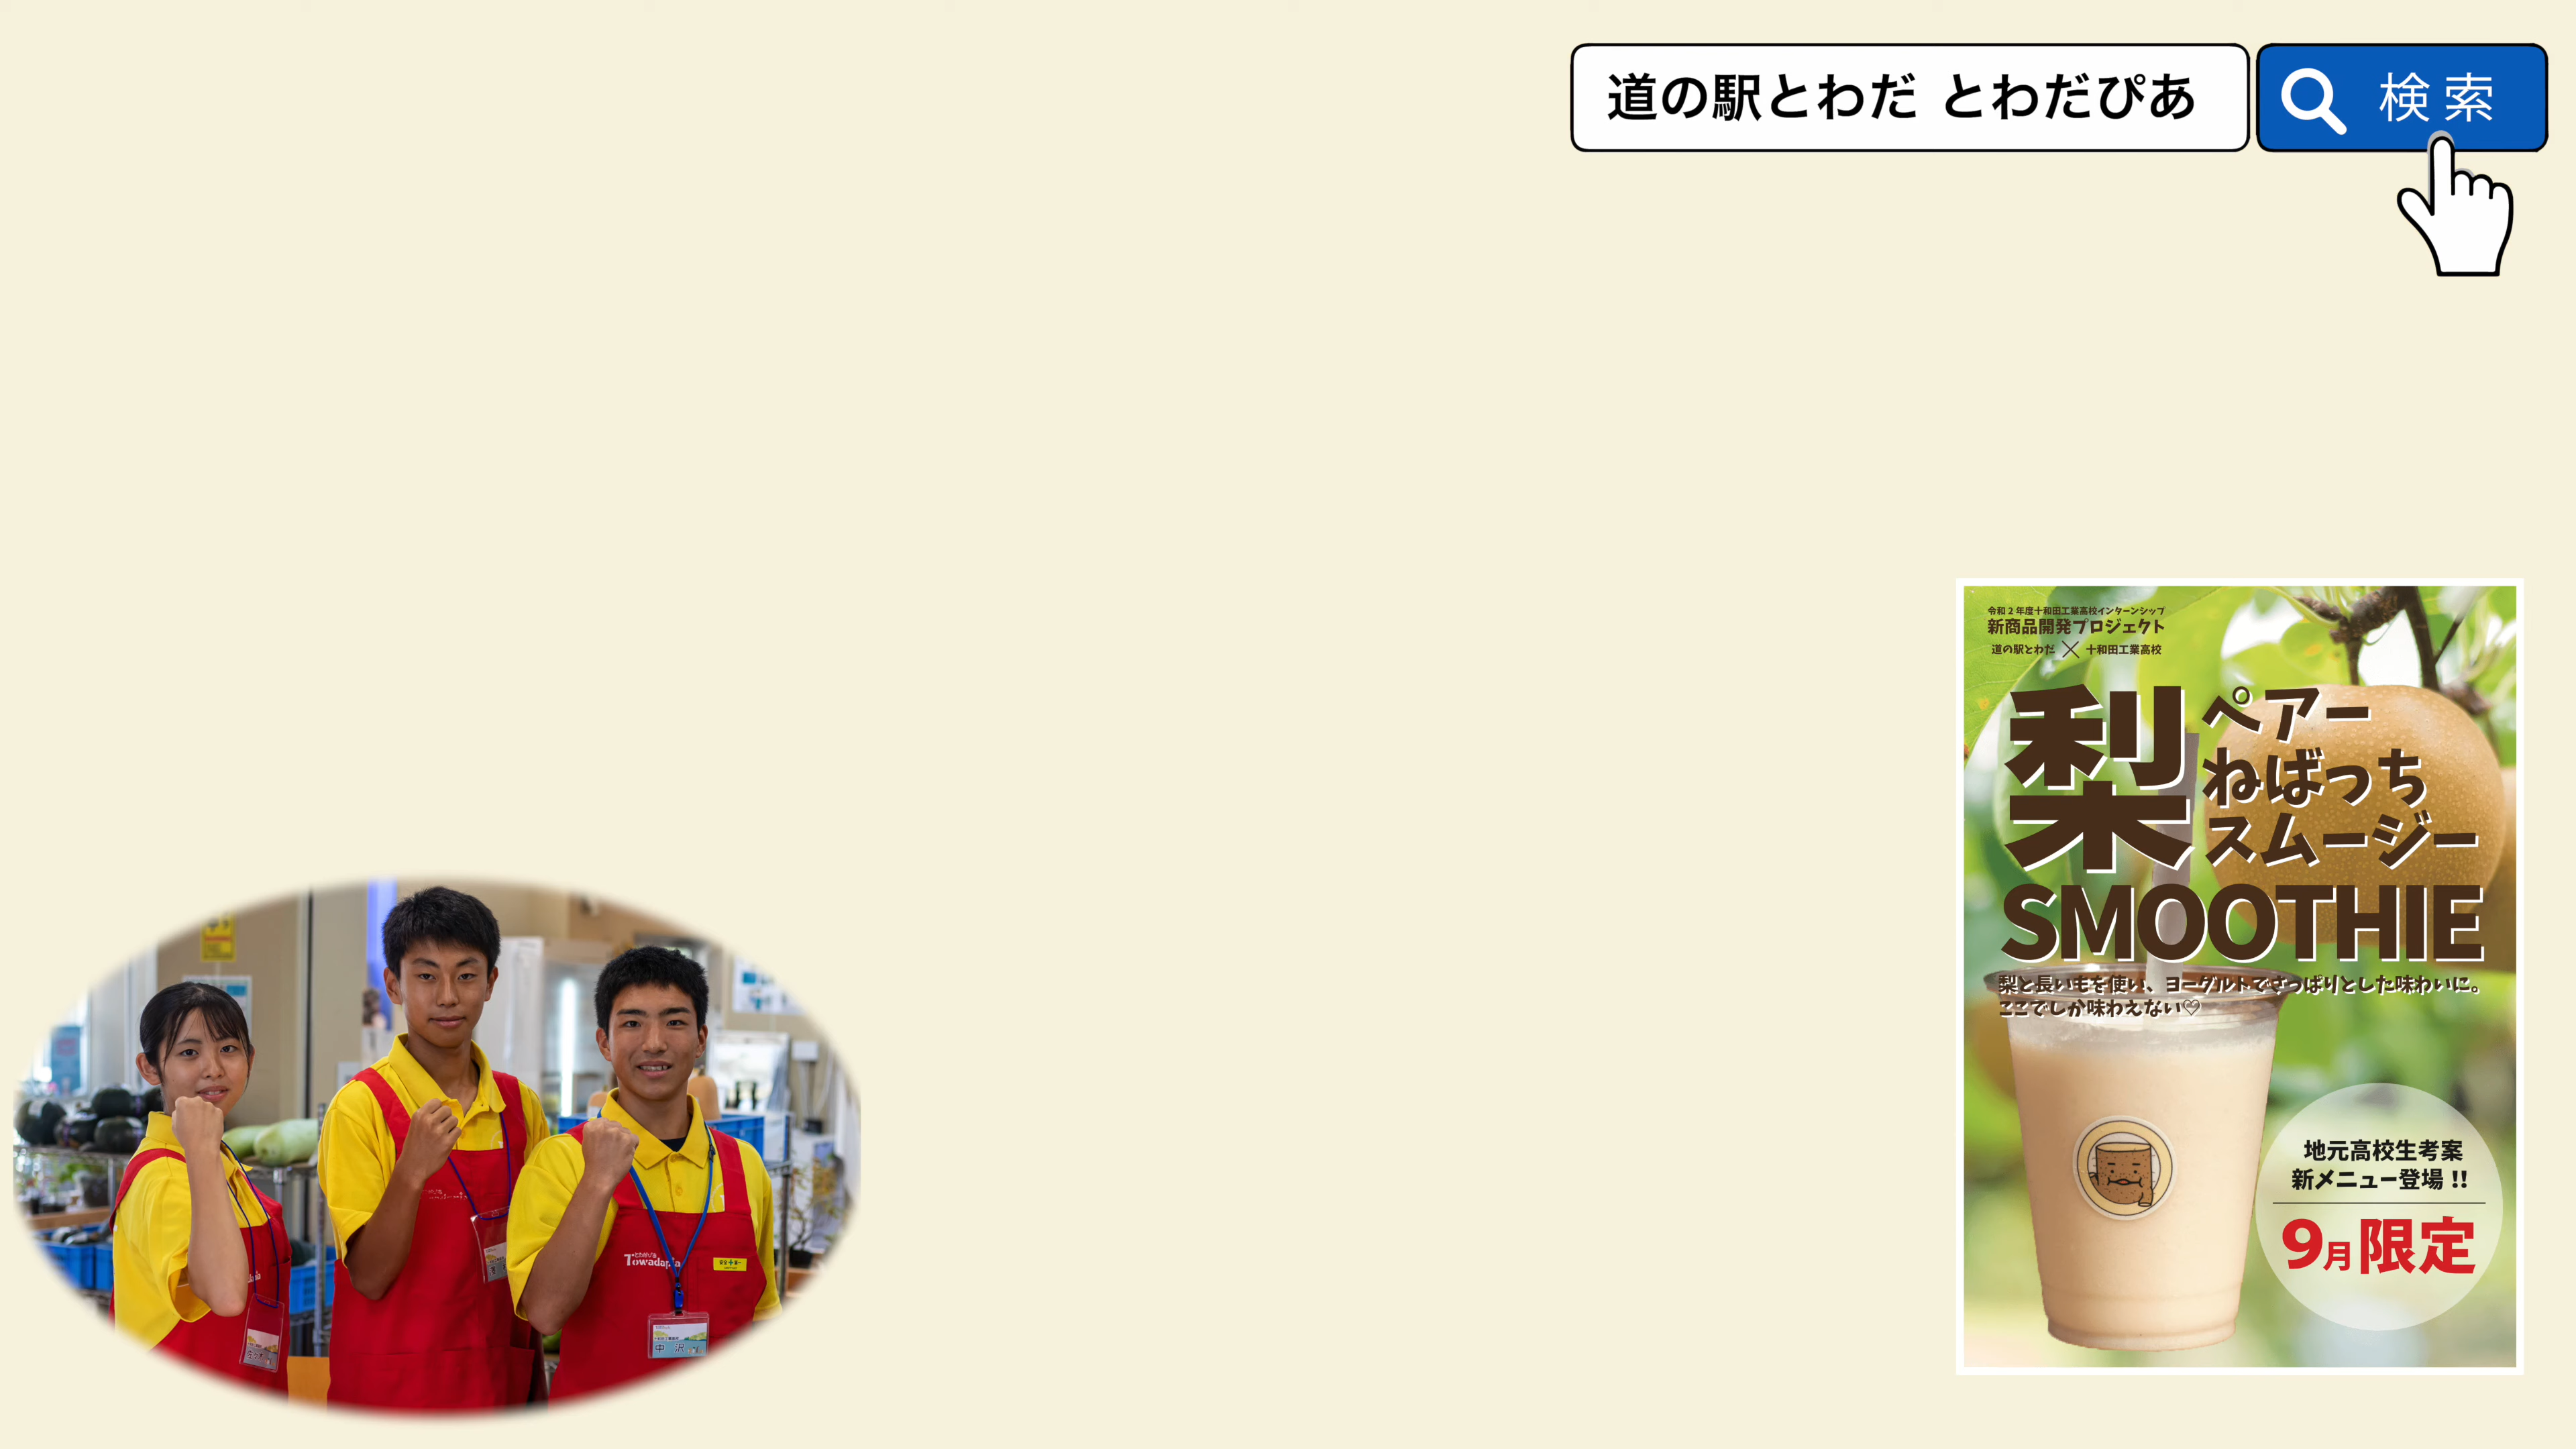 道の駅とわだ とわだぴあ
検索
令和2年度十和田工業高校インターンシップ
新商品開発プロジェクト
道の駅とわだ × 十和田工業高校
梨
ペアー
ねばっち
スムージー
SMOOTHIE
梨と長いもを使い、ヨーグルトでさっぱりとした味わいに。
ここでしか味わえない♡
地元高校生考案
新メニュー登場!!
9月限定
とわだぴあ
Towadapia
中沢